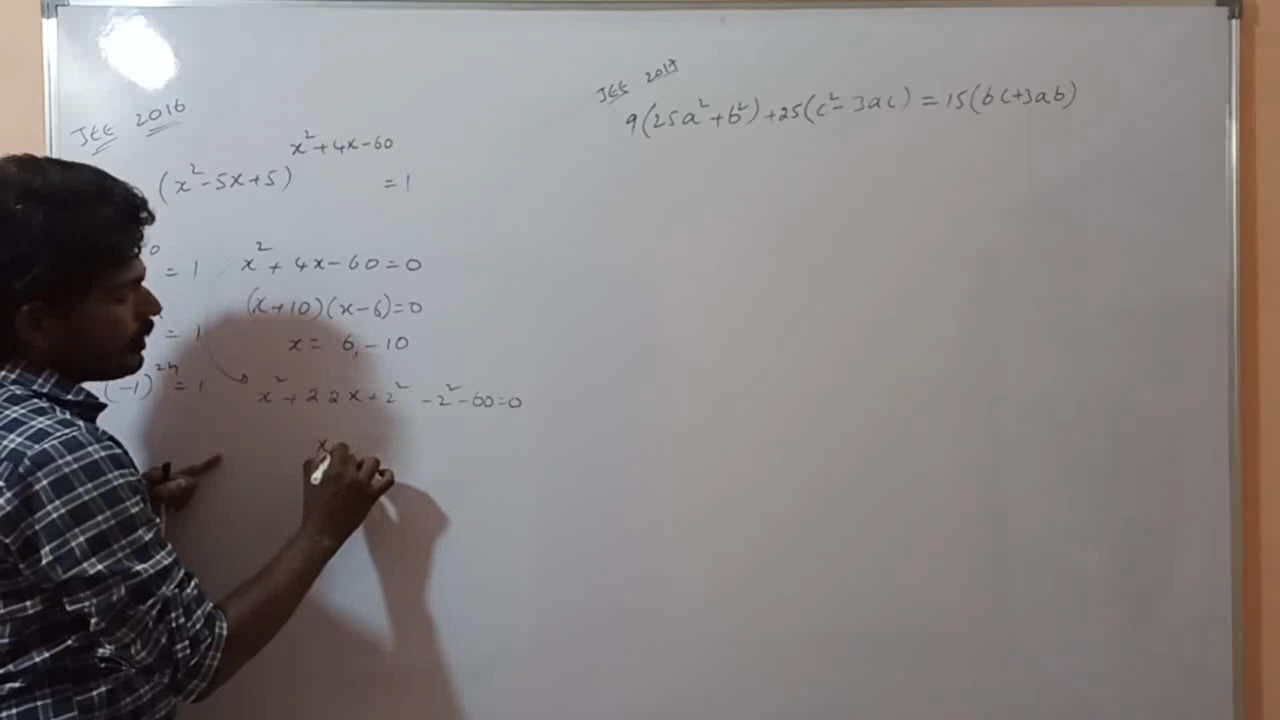 JEE 2016
x² + 4x - 60
(x² - 5x + 5) = 1
0 = 1
x² + 4x - 60 = 0
(x + 10)(x - 6) = 0
= 1
x = 6, -10
(-1)²ⁿ = 1
x² + 2 2 x + 2² - 2² - 60 = 0
x
JEE 2017
9(25a² + b²) + 25(c² - 3ac) = 15(bc + 3ab)